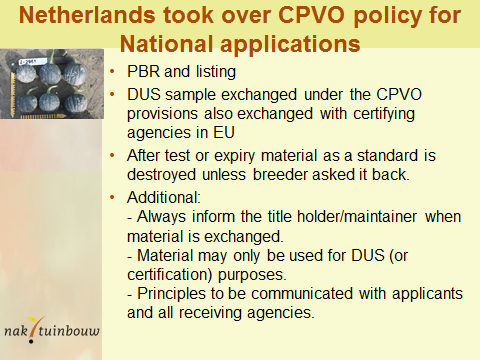 Netherlands took over CPVO policy for
National applications
• PBR and listing
• DUS sample exchanged under the CPVO
provisions also exchanged with certifying
agencies in EU
• After test or expiry material as a standard is
destroyed unless breeder asked it back.
• Additional:
- Always inform the title holder/maintainer when
material is exchanged.
- Material may only be used for DUS (or
certification) purposes.
- Principles to be communicated with applicants
and all receiving agencies.
nak tuinbouw